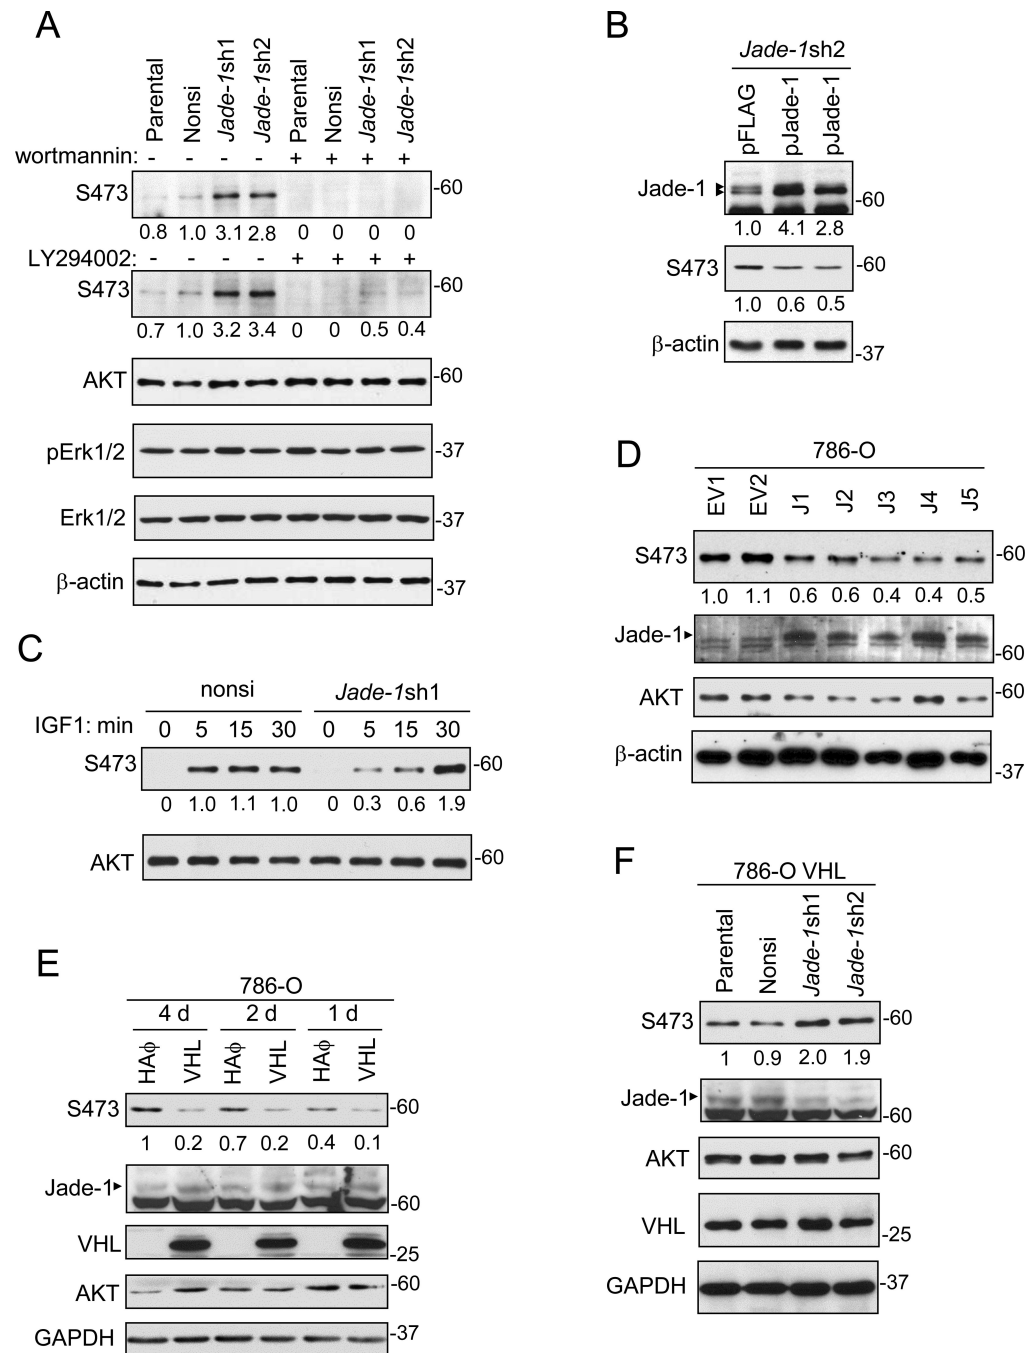 A
Parental Nonsi Jade-1sh1 Jade-1sh2 Parental Nonsi Jade-1sh1 Jade-1sh2
wortmannin: - - - - + + + +
S473 -60
0.8 1.0 3.1 2.8 0 0 0 0
LY294002: - - - - + + + +
S473 -60
0.7 1.0 3.2 3.4 0 0 0.5 0.4
AKT -60
pErk1/2 -37
Erk1/2 -37
β-actin -37
B
Jade-1sh2
pFLAG pJade-1 pJade-1
Jade-1 -60
1.0 4.1 2.8
S473 -60
1.0 0.6 0.5
β-actin -37
C
nonsi Jade-1sh1
IGF1: min 0 5 15 30 0 5 15 30
S473 -60
0 1.0 1.1 1.0 0 0.3 0.6 1.9
AKT -60
D
786-O
EV1 EV2 J1 J2 J3 J4 J5
S473 -60
1.0 1.1 0.6 0.6 0.4 0.4 0.5
Jade-1 -60
AKT -60
β-actin -37
E
786-O
4 d 2 d 1 d
HAϕ VHL HAϕ VHL HAϕ VHL
S473 -60
1 0.2 0.7 0.2 0.4 0.1
Jade-1 -60
VHL -25
AKT -60
GAPDH -37
F
786-O VHL
Parental Nonsi Jade-1sh1 Jade-1sh2
S473 -60
1 0.9 2.0 1.9
Jade-1 -60
AKT -60
VHL -25
GAPDH -37